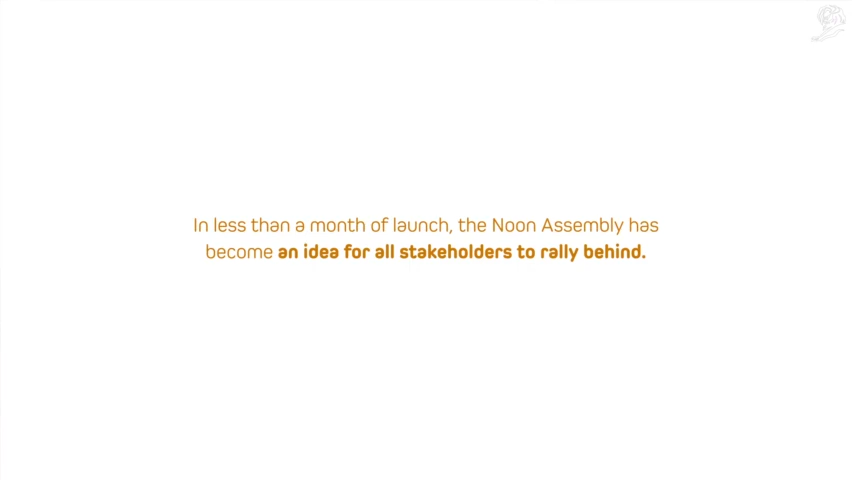 In less than a month of launch, the Noon Assembly has
become an idea for all stakeholders to rally behind.